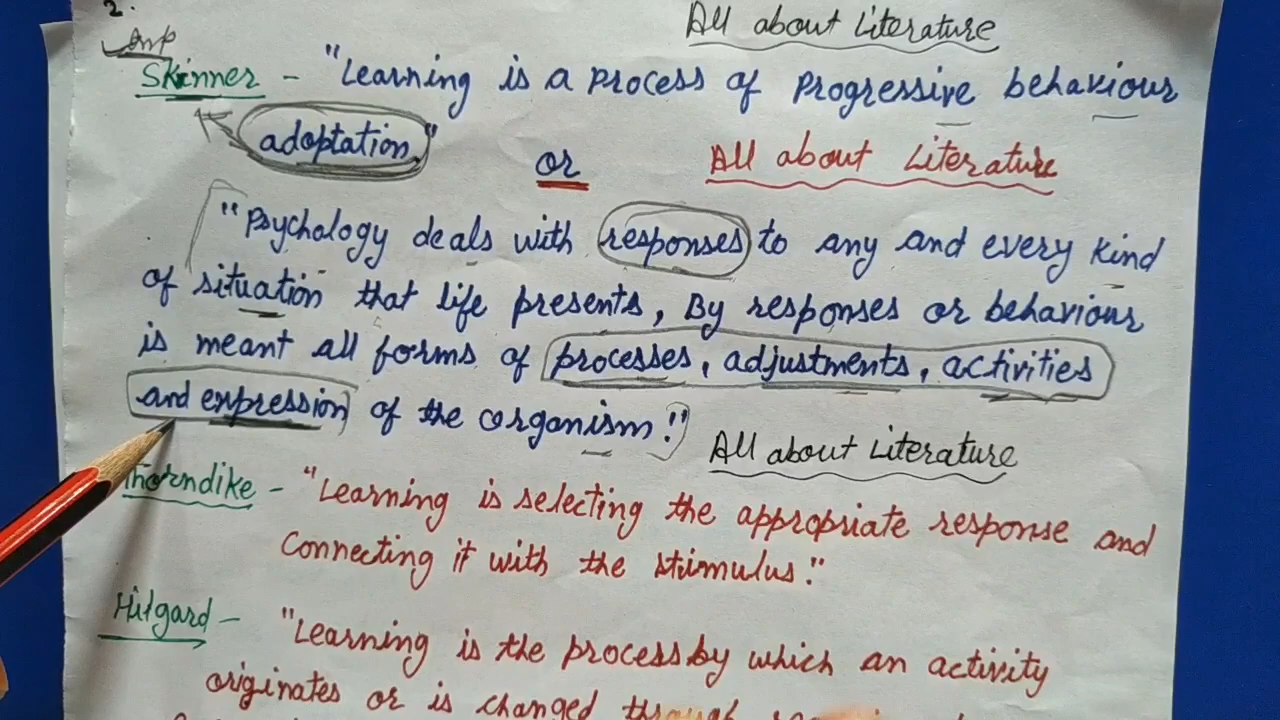 2.
Imp
All about Literature
Skinner - "Learning is a process of progressive behaviour
adoptation."
or
All about Literature
"Psychology deals with responses to any and every kind
of situation that life presents, By responses or behaviour
is meant all forms of processes, adjustments, activities
and expression of the organism."
All about Literature
Thorndike - "Learning is selecting the appropriate response and
Connecting it with the stimulus."
Hilgard - "Learning is the process by which an activity
originates or is changed through